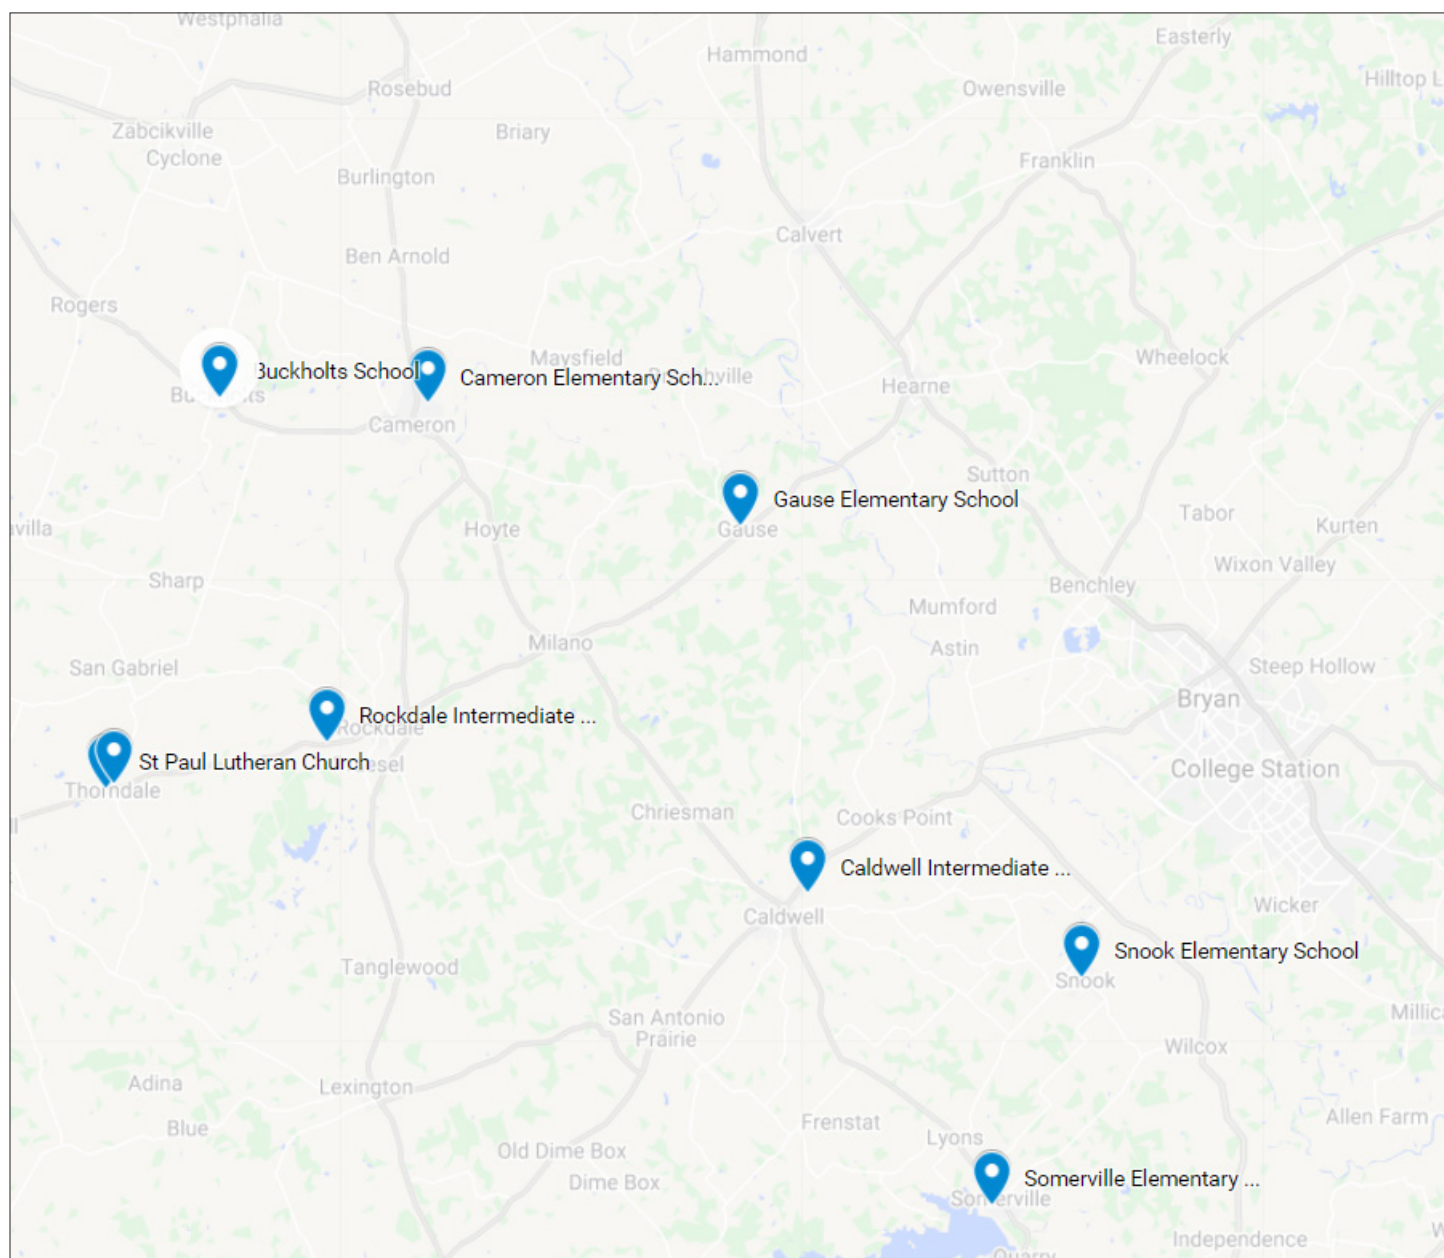 Westphalia
Hammond
Easterly
Rosebud
Owensville
Hilltop L
Zabcikville
Cyclone
Briary
Franklin
Burlington
Calvert
Ben Arnold
Rogers
Maysfield
Wheelock
Buckholts School
Cameron Elementary Sch...
Hearne
Cameron
Sutton
Gause Elementary School
Hoyte
Gause
Tabor
Kurten
Wixon Valley
Sharp
Benchley
Mumford
Milano
Astin
San Gabriel
Steep Hollow
Bryan
Rockdale Intermediate ...
Rockdale
St Paul Lutheran Church
College Station
Thorndale
Chriesman
Cooks Point
Caldwell Intermediate ...
Wicker
Caldwell
Snook Elementary School
Tanglewood
Snook
San Antonio
Prairie
Millica
Wilcox
Adina
Lexington
Blue
Frenstat
Allen Farm
Lyons
Old Dime Box
Dime Box
Somerville Elementary ...
Somerville
Independence
Quarry